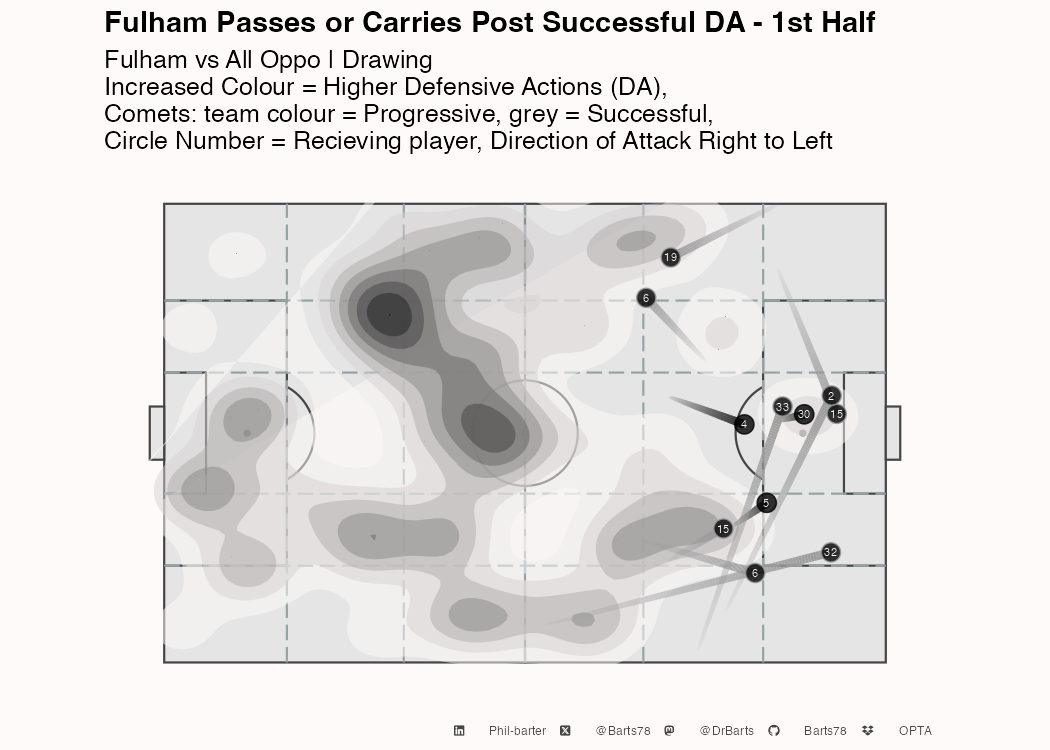 Fulham Passes or Carries Post Successful DA - 1st Half
Fulham vs All Oppo | Drawing
Increased Colour = Higher Defensive Actions (DA),
Comets: team colour = Progressive, grey = Successful,
Circle Number = Recieving player, Direction of Attack Right to Left
19
6
2
33
30
15
4
5
15
32
6
Phil-barter @Barts78 @DrBarts Barts78 OPTA